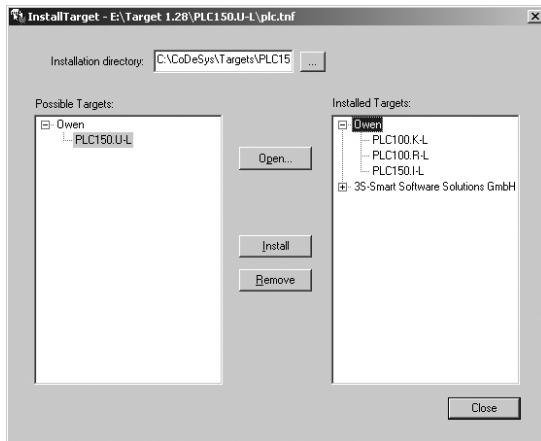 InstallTarget - E:\Target 1.28\PLC150.U-L\plc.tnf
Installation directory: C:\CoDeSys\Targets\PLC15 ...
Possible Targets:
Owen
PLC150.U-L
Open...
Install
Remove
Installed Targets:
Owen
PLC100.K-L
PLC100.R-L
PLC150.I-L
3S-Smart Software Solutions GmbH
Close